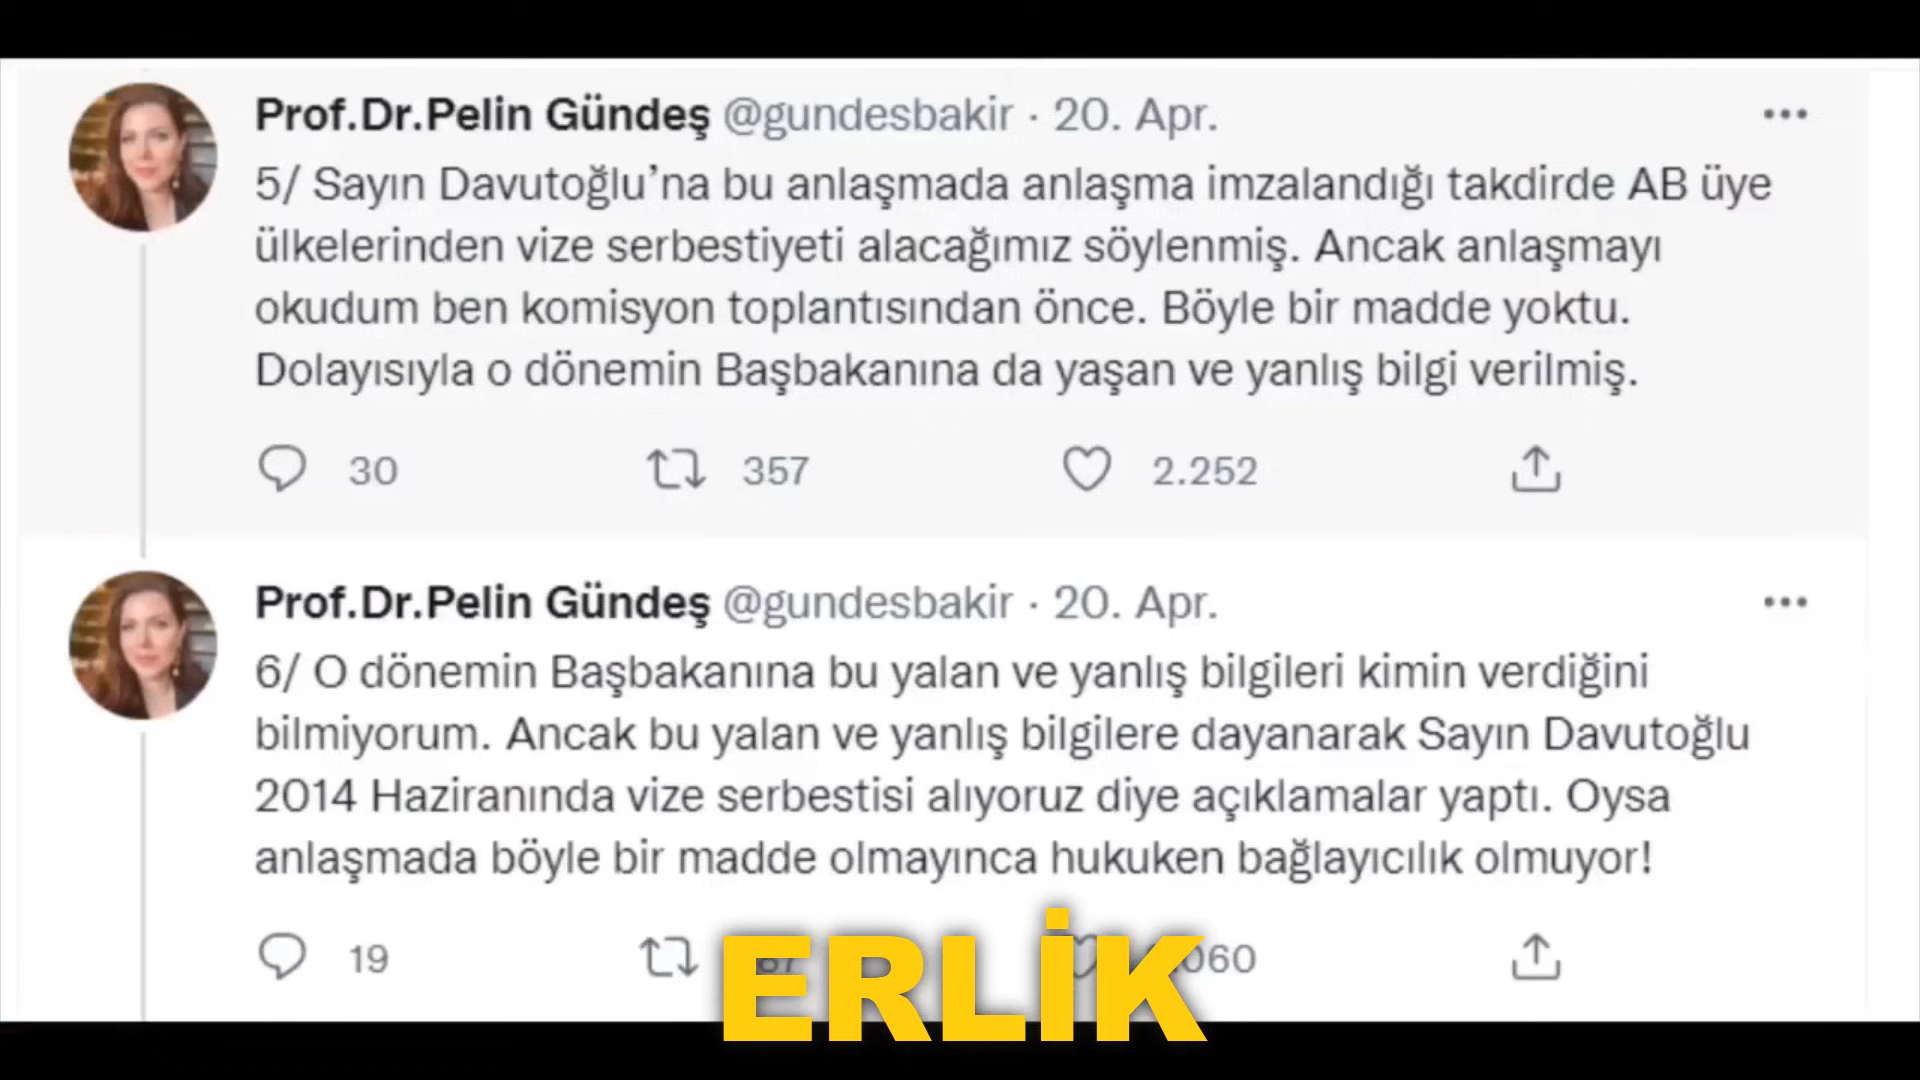 Prof.Dr.Pelin Gündeş @gundesbakir · 20. Apr.
5/ Sayın Davutoğlu’na bu anlaşmada anlaşma imzalandığı takdirde AB üye
ülkelerinden vize serbestiyeti alacağımız söylenmiş. Ancak anlaşmayı
okudum ben komisyon toplantısından önce. Böyle bir madde yoktu.
Dolayısıyla o dönemin Başbakanına da yaşan ve yanlış bilgi verilmiş.
30 357 2.252
Prof.Dr.Pelin Gündeş @gundesbakir · 20. Apr.
6/ O dönemin Başbakanına bu yalan ve yanlış bilgileri kimin verdiğini
bilmiyorum. Ancak bu yalan ve yanlış bilgilere dayanarak Sayın Davutoğlu
2014 Haziranında vize serbestisi alıyoruz diye açıklamalar yaptı. Oysa
anlaşmada böyle bir madde olmayınca hukuken bağlayıcılık olmuyor!
19
ERLİK